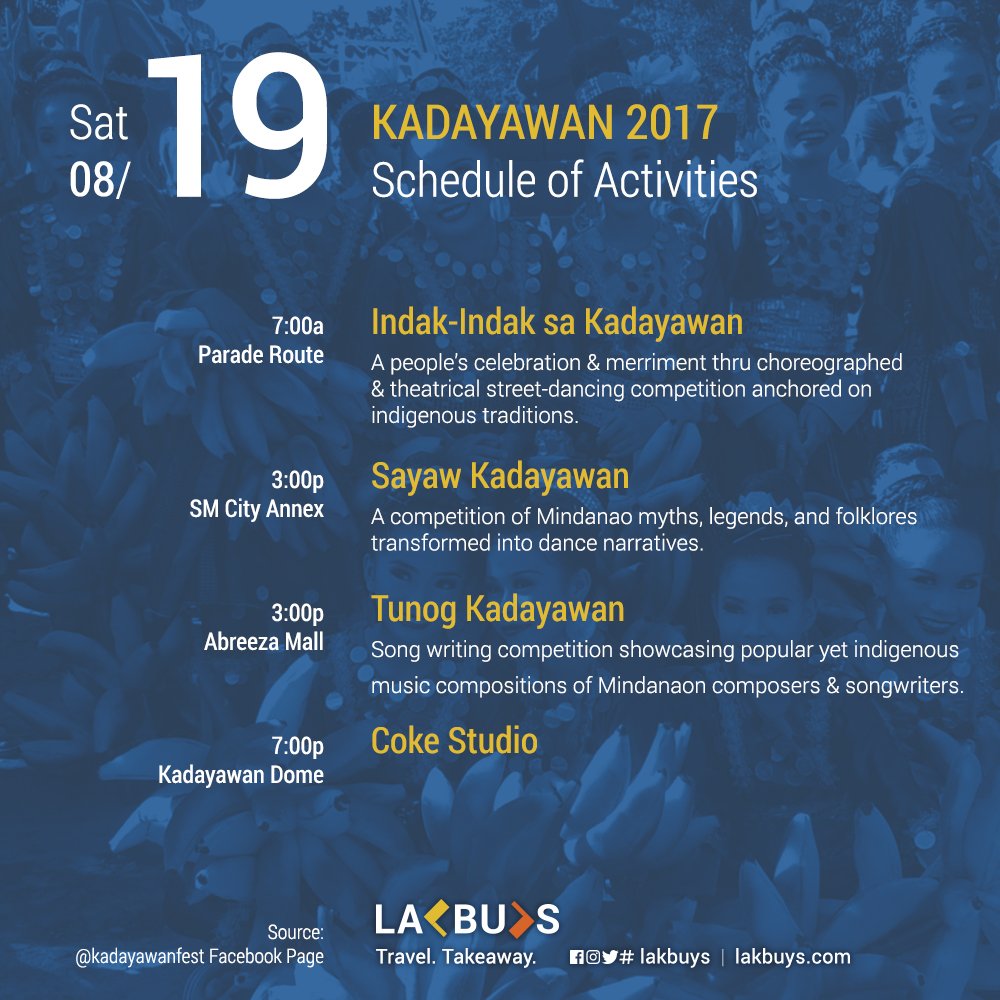 Sat
08/
19
KADAYAWAN 2017
Schedule of Activities
7:00a
Parade Route
Indak-Indak sa Kadayawan
A people's celebration & merriment thru choreographed
& theatrical street-dancing competition anchored on
indigenous traditions.
3:00p
SM City Annex
Sayaw Kadayawan
A competition of Mindanao myths, legends, and folklores
transformed into dance narratives.
3:00p
Abreeza Mall
Tunog Kadayawan
Song writing competition showcasing popular yet indigenous
music compositions of Mindanaon composers & songwriters.
7:00p
Kadayawan Dome
Coke Studio
Source:
@kadayawanfest Facebook Page
LAKBUYS
Travel. Takeaway.
# lakbuys | lakbuys.com